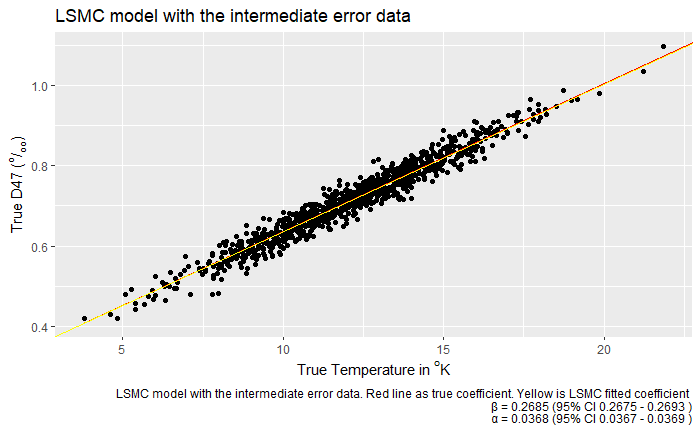 LSMC model with the intermediate error data
True D47 (⁰/₀₀)
1.0
0.8
0.6
0.4
5
10
15
20
True Temperature in ⁰K
LSMC model with the intermediate error data. Red line as true coefficient. Yellow is LSMC fitted coefficient
β = 0.2685 (95% CI 0.2675 - 0.2693 )
α = 0.0368 (95% CI 0.0367 - 0.0369 )